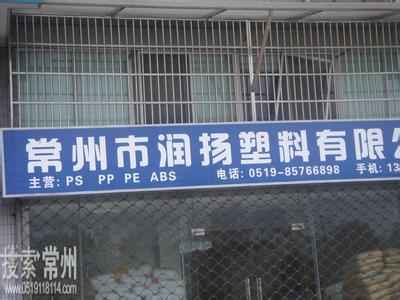 常州市润扬塑料有限公
主营: PS PP PE ABS 电话: 0519-85766898 手机: 13
搜索常州
www.0519118114.com